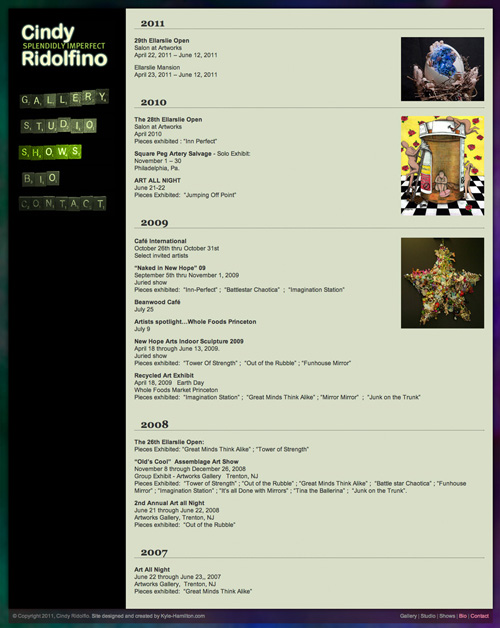 Cindy
SPLENDIDLY IMPERFECT
Ridolfino
GALLERY
STUDIO
SHOWS
BIO
CONTACT
2011
29th Ellarslie Open
Salon at Artworks
April 22, 2011 – June 12, 2011
Ellarslie Mansion
April 23, 2011 – June 12, 2011
2010
The 28th Ellarslie Open
Salon at Artworks
April 2010
Pieces exhibited : "Inn Perfect"
Square Peg Artery Salvage - Solo Exhibit:
November 1 – 30
Philadelphia, Pa.
ART ALL NIGHT
June 21-22
Pieces Exhibited: "Jumping Off Point"
2009
Café International
October 26th thru October 31st
Select invited artists
"Naked in New Hope" 09
September 5th thru November 1, 2009
Juried show
Pieces exhibited: "Inn-Perfect" ; "Battlestar Chaotica" ; "Imagination Station"
Beanwood Café
July 25
Artists spotlight...Whole Foods Princeton
July 9
New Hope Arts Indoor Sculpture 2009
April 18 through June 13, 2009.
Juried show
Pieces exhibited: "Tower Of Strength" ; "Out of the Rubble" ; "Funhouse Mirror"
Recycled Art Exhibit
April 18, 2009 Earth Day
Whole Foods Market Princeton
Pieces exhibited: "Imagination Station" ; "Great Minds Think Alike" ; "Mirror Mirror" ; "Junk on the Trunk"
2008
The 26th Ellarslie Open:
Pieces Exhibited: "Great Minds Think Alike" ; "Tower of Strength"
"Old's Cool" Assemblage Art Show
November 8 through December 26, 2008
Group Exhibit - Artworks Gallery Trenton, NJ
Pieces Exhibited: "Tower of Strength" ; "Out of the Rubble" ; "Great Minds Think Alike" ; "Battle star Chaotica" ; "Funhouse
Mirror" ; "Imagination Station" ; "It's all Done with Mirrors" ; "Tina the Ballerina" ; "Junk on the Trunk".
2nd Annual Art all Night
June 21 through June 22, 2008
Artworks Gallery, Trenton, NJ
Pieces exhibited: "Out of the Rubble"
2007
Art All Night
June 22 through June 23,, 2007
Artworks Gallery, Trenton, NJ
Pieces exhibited: "Great Minds Think Alike"
© Copyright 2011, Cindy Ridolfino. Site designed and created by Kyle-Hamilton.com
Gallery | Studio | Shows | Bio | Contact